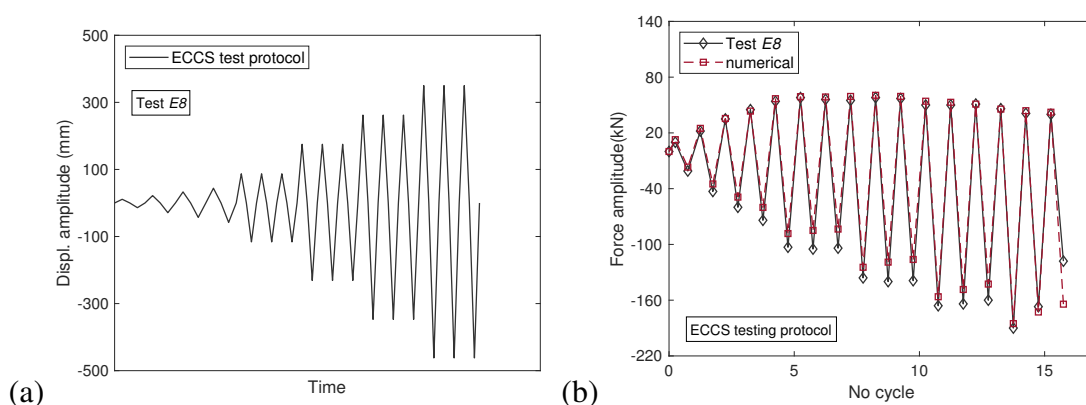 500
300
100
-100
-300
-500
Displ. amplitude (mm)
ECCS test protocol
Test E8
Time
(a)
140
80
20
-40
-100
-160
-220
Force amplitude(kN)
Test E8
numerical
ECCS testing protocol
0 5 10 15
No cycle
(b)